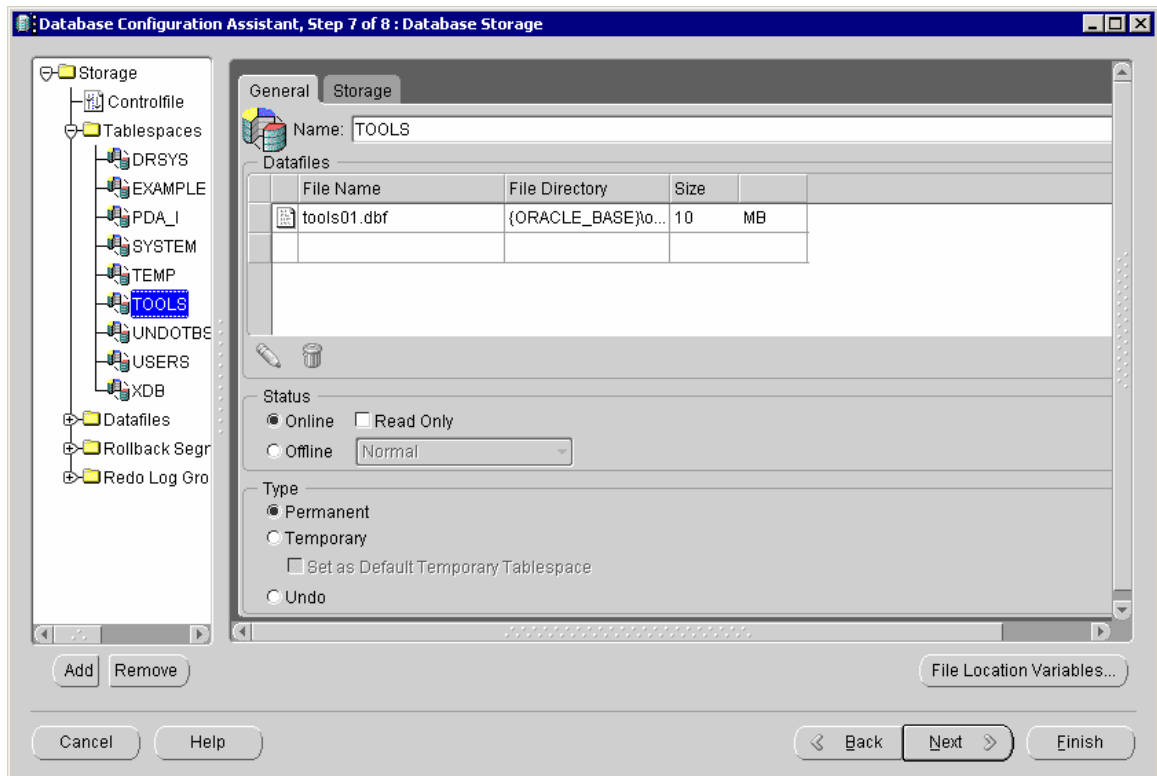 Database Configuration Assistant, Step 7 of 8 : Database Storage
Storage
Controlfile
Tablespaces
DRSYS
EXAMPLE
PDA_I
SYSTEM
TEMP
TOOLS
UNDOTBS
USERS
XDB
Datafiles
Rollback Segr
Redo Log Gro
General Storage
Name: TOOLS
Datafiles
File Name File Directory Size
tools01.dbf {ORACLE_BASE}\o... 10 MB
Status
Online Read Only
Offline Normal
Type
Permanent
Temporary
Set as Default Temporary Tablespace
Undo
Add Remove File Location Variables...
Cancel Help Back Next Finish